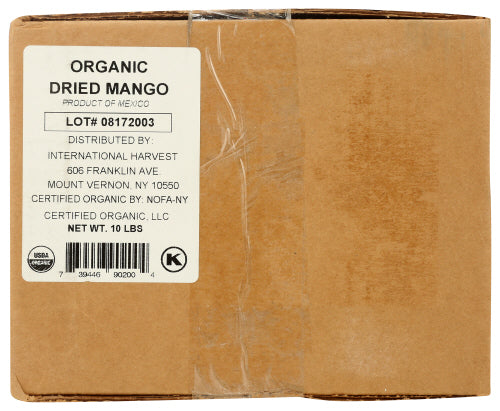 ORGANIC
DRIED MANGO
PRODUCT OF MEXICO
LOT# 08172003
DISTRIBUTED BY:
INTERNATIONAL HARVEST
606 FRANKLIN AVE.
MOUNT VERNON, NY 10550
CERTIFIED ORGANIC BY: NOFA-NY
CERTIFIED ORGANIC, LLC
NET WT. 10 LBS
USDA
ORGANIC
K
7 39446 90200 4